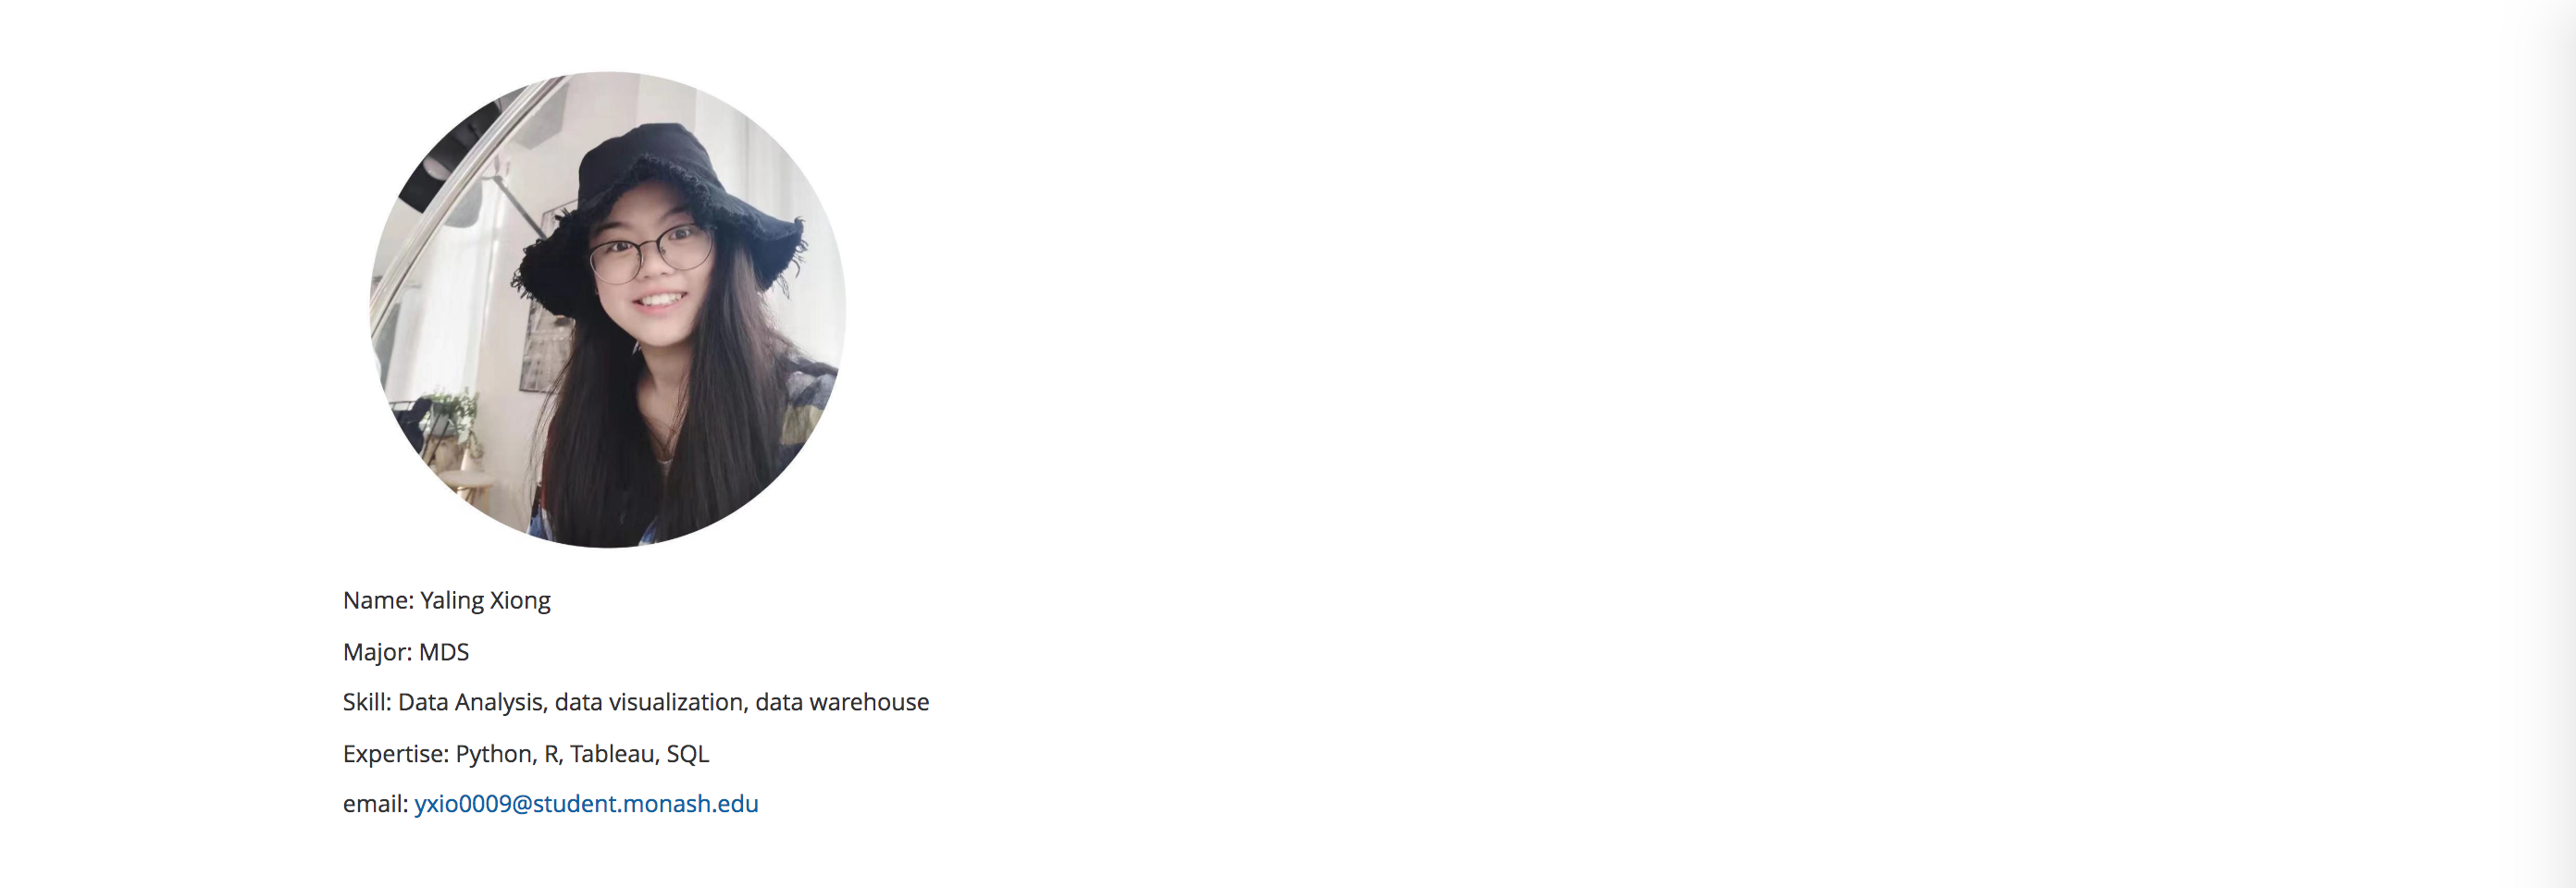 Name: Yaling Xiong
Major: MDS
Skill: Data Analysis, data visualization, data warehouse
Expertise: Python, R, Tableau, SQL
email: yxio0009@student.monash.edu